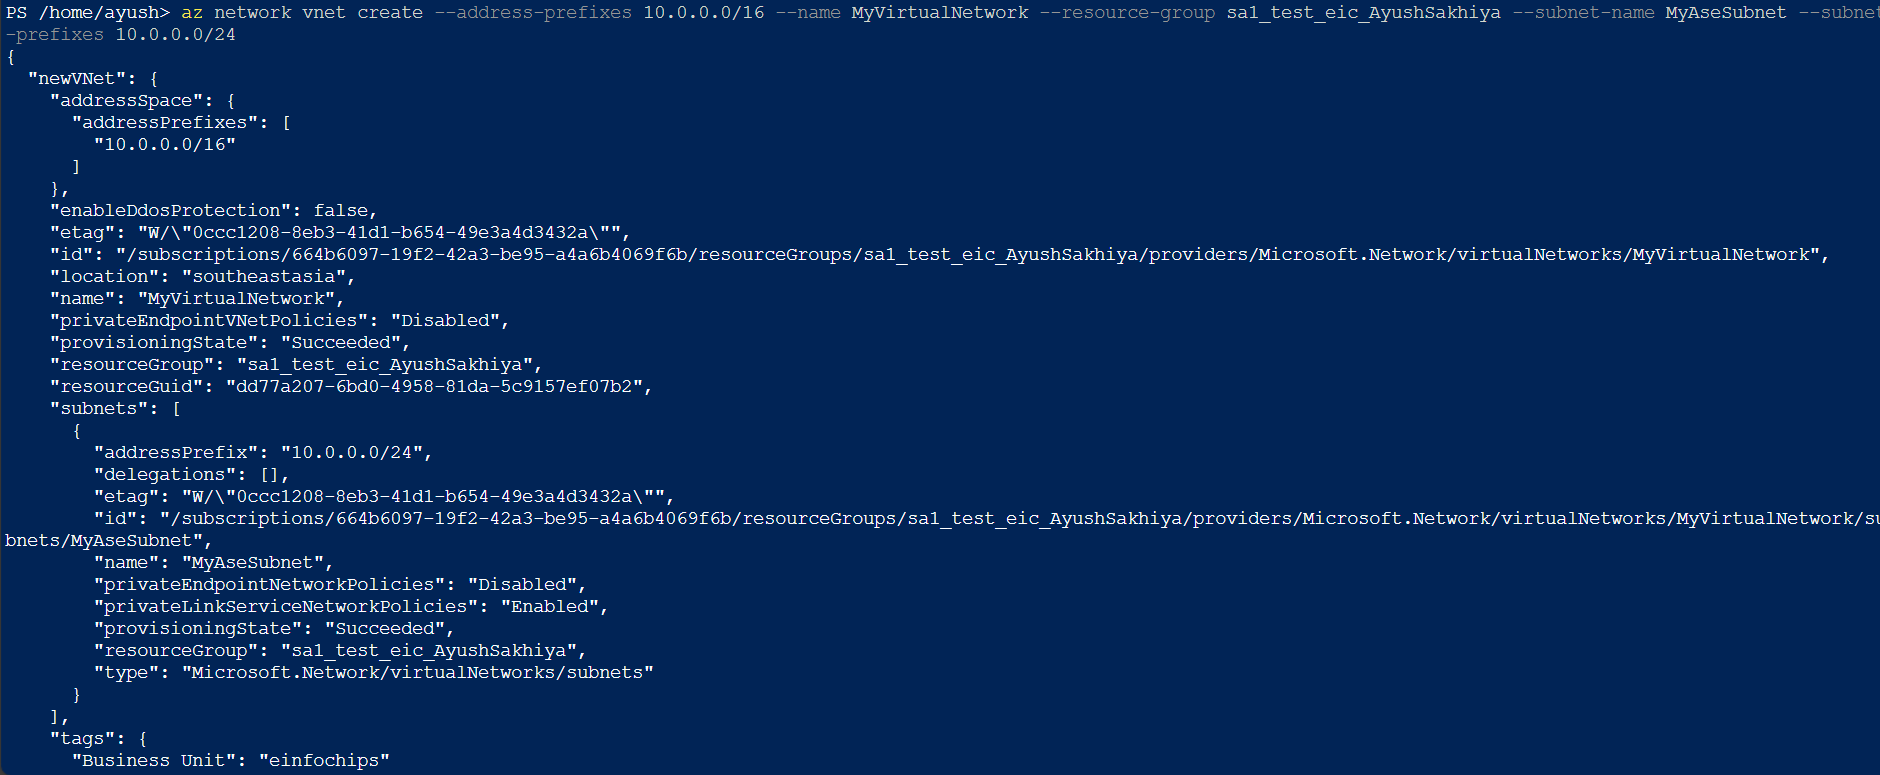 PS /home/ayush> az network vnet create --address-prefixes 10.0.0.0/16 --name MyVirtualNetwork --resource-group sa1_test_eic_AyushSakhiya --subnet-name MyAseSubnet --subnet
-prefixes 10.0.0.0/24
{
  "newVNet": {
    "addressSpace": {
      "addressPrefixes": [
        "10.0.0.0/16"
      ]
    },
    "enableDdosProtection": false,
    "etag": "W/\"0ccc1208-8eb3-41d1-b654-49e3a4d3432a\"",
    "id": "/subscriptions/664b6097-19f2-42a3-be95-a4a6b4069f6b/resourceGroups/sa1_test_eic_AyushSakhiya/providers/Microsoft.Network/virtualNetworks/MyVirtualNetwork",
    "location": "southeastasia",
    "name": "MyVirtualNetwork",
    "privateEndpointVNetPolicies": "Disabled",
    "provisioningState": "Succeeded",
    "resourceGroup": "sa1_test_eic_AyushSakhiya",
    "resourceGuid": "dd77a207-6bd0-4958-81da-5c9157ef07b2",
    "subnets": [
      {
        "addressPrefix": "10.0.0.0/24",
        "delegations": [],
        "etag": "W/\"0ccc1208-8eb3-41d1-b654-49e3a4d3432a\"",
        "id": "/subscriptions/664b6097-19f2-42a3-be95-a4a6b4069f6b/resourceGroups/sa1_test_eic_AyushSakhiya/providers/Microsoft.Network/virtualNetworks/MyVirtualNetwork/su
bnets/MyAseSubnet",
        "name": "MyAseSubnet",
        "privateEndpointNetworkPolicies": "Disabled",
        "privateLinkServiceNetworkPolicies": "Enabled",
        "provisioningState": "Succeeded",
        "resourceGroup": "sa1_test_eic_AyushSakhiya",
        "type": "Microsoft.Network/virtualNetworks/subnets"
      }
    ],
    "tags": {
      "Business Unit": "einfochips"